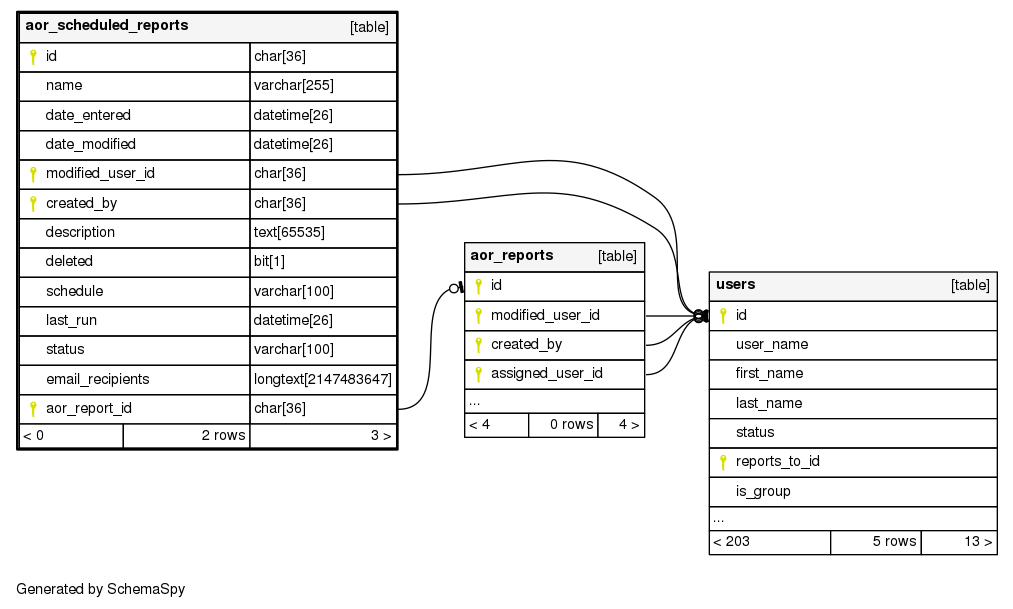 aor_scheduled_reports [table]
id char[36]
name varchar[255]
date_entered datetime[26]
date_modified datetime[26]
modified_user_id char[36]
created_by char[36]
description text[65535]
deleted bit[1]
schedule varchar[100]
last_run datetime[26]
status varchar[100]
email_recipients longtext[2147483647]
aor_report_id char[36]
< 0 2 rows 3 >
aor_reports [table]
id
modified_user_id
created_by
assigned_user_id
...
< 4 0 rows 4 >
users [table]
id
user_name
first_name
last_name
status
reports_to_id
is_group
...
< 203 5 rows 13 >
Generated by SchemaSpy